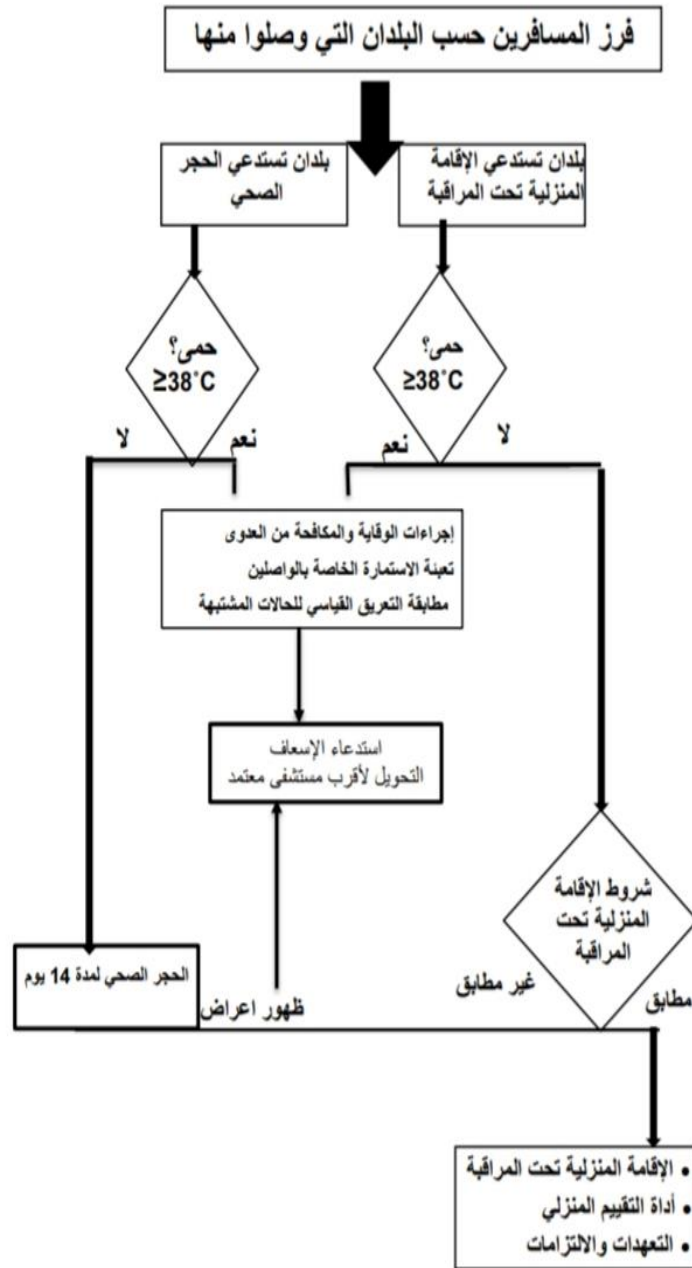 فرز المسافرين حسب البلدان التي وصلوا منها
بلدان تستدعي الإقامة
المنزلية تحت المراقبة
بلدان تستدعي الحجر
الصحي
حمى؟
≥38°C
حمى؟
≥38°C
لا
نعم
نعم
لا
إجراءات الوقاية والمكافحة من العدوى
تعبئة الاستمارة الخاصة بالواصلين
مطابقة التعريق القياسي للحالات المشتبهة
استدعاء الإسعاف
التحويل لأقرب مستشفى معتمد
شروط الإقامة
المنزلية تحت
المراقبة
الحجر الصحي لمدة 14 يوم
ظهور اعراض
غير مطابق
مطابق
• الإقامة المنزلية تحت المراقبة
• أداة التقييم المنزلي
• التعهدات والالتزامات